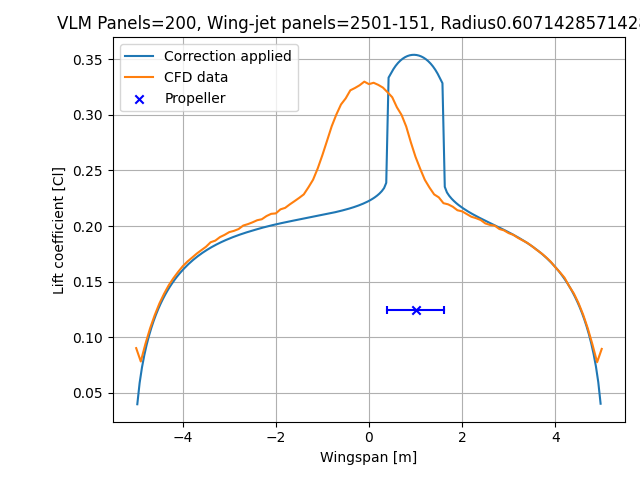 VLM Panels=200, Wing-jet panels=2501-151, Radius0.6071428571428
Correction applied
CFD data
Propeller
Lift coefficient [Cl]
0.35
0.30
0.25
0.20
0.15
0.10
0.05
−4
−2
0
2
4
Wingspan [m]